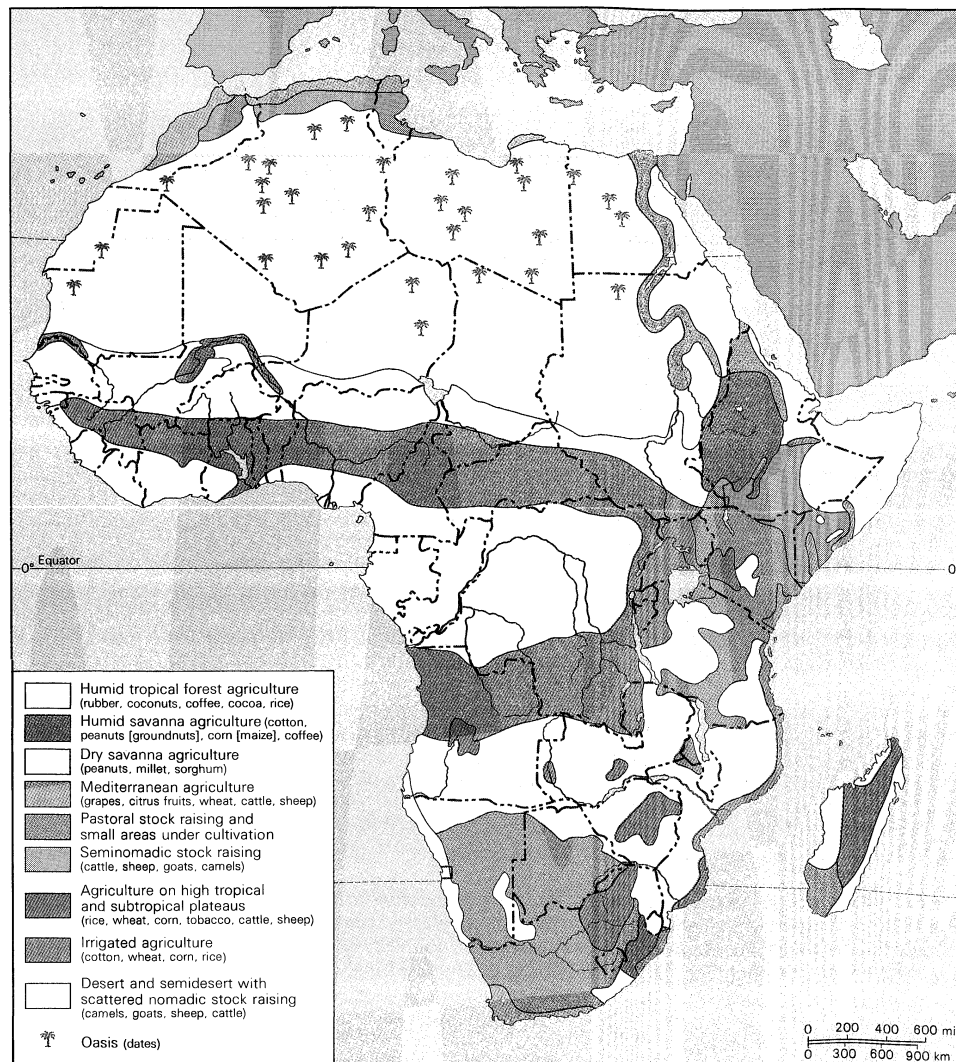 0° Equator
0
Humid tropical forest agriculture
(rubber, coconuts, coffee, cocoa, rice)
Humid savanna agriculture (cotton,
peanuts [groundnuts], corn [maize], coffee)
Dry savanna agriculture
(peanuts, millet, sorghum)
Mediterranean agriculture
(grapes, citrus fruits, wheat, cattle, sheep)
Pastoral stock raising and
small areas under cultivation
Seminomadic stock raising
(cattle, sheep, goats, camels)
Agriculture on high tropical
and subtropical plateaus
(rice, wheat, corn, tobacco, cattle, sheep)
Irrigated agriculture
(cotton, wheat, corn, rice)
Desert and semidesert with
scattered nomadic stock raising
(camels, goats, sheep, cattle)
Oasis (dates)
0 200 400 600 mi
0 300 600 900 km